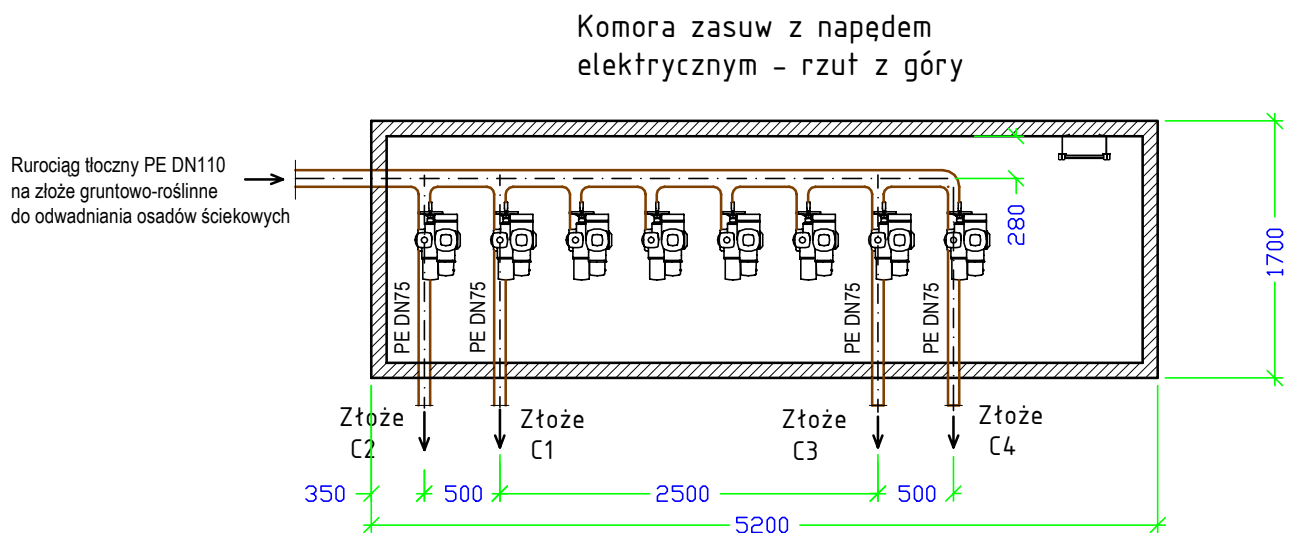 Komora zasuw z napędem
elektrycznym - rzut z góry
Rurociąg tłoczny PE DN110
na złoże gruntowo-roślinne
do odwadniania osadów ściekowych
280
1700
PE DN75
PE DN75
PE DN75
PE DN75
Złoże
C2
Złoże
C1
Złoże
C3
Złoże
C4
350
500
2500
500
5200